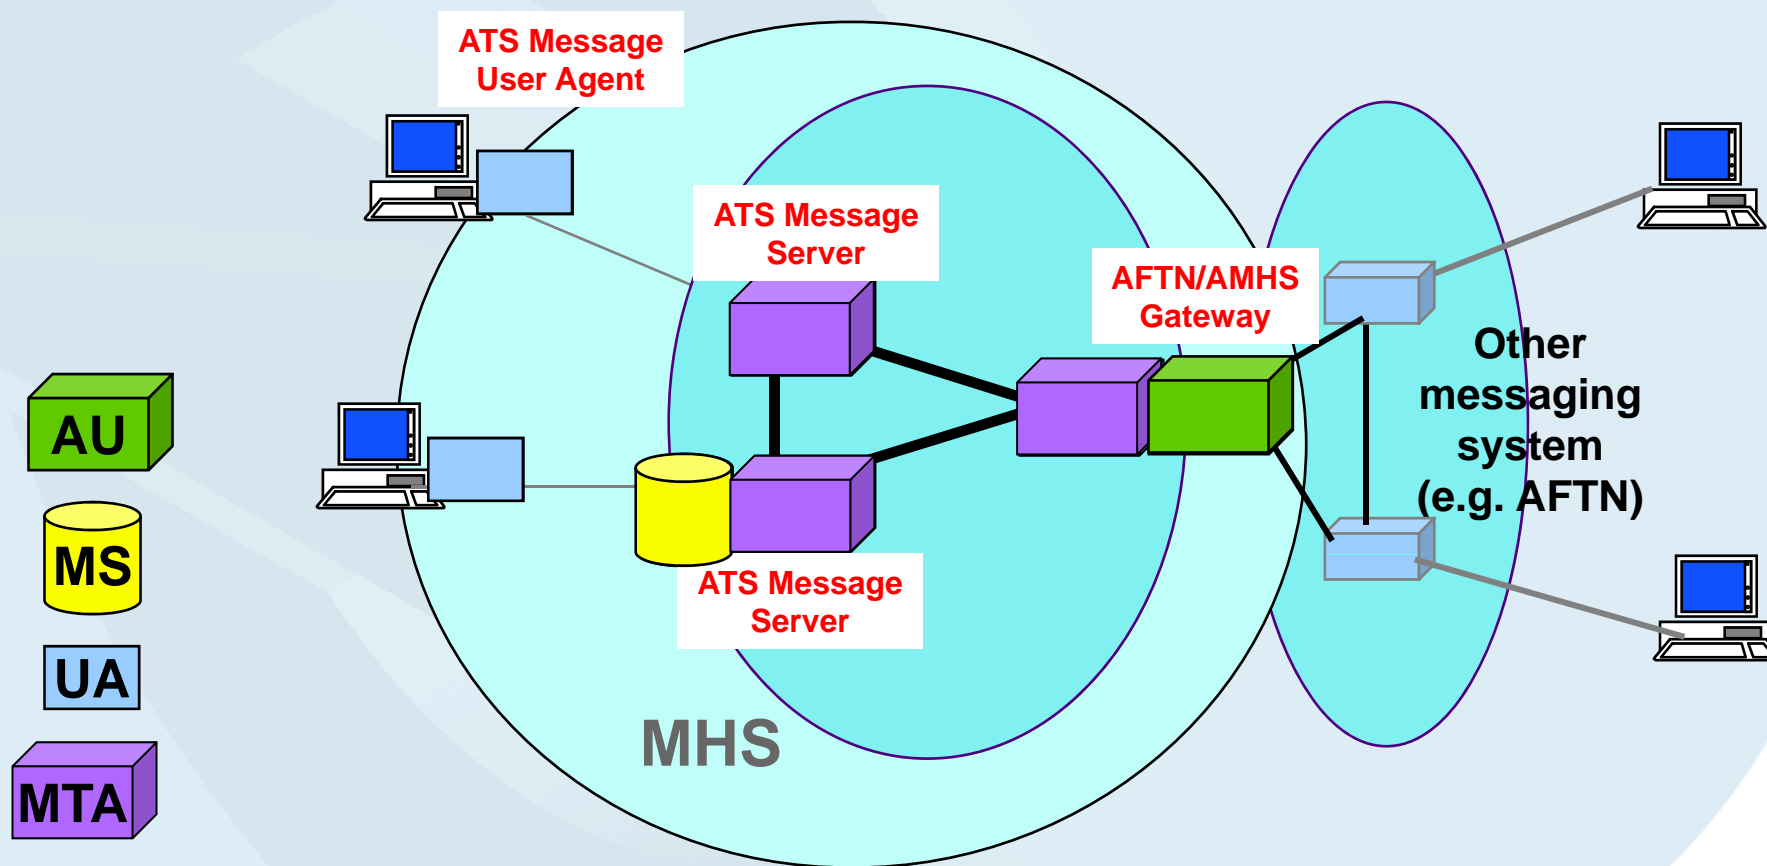 ATS Message
User Agent
ATS Message
Server
AFTN/AMHS
Gateway
Other
messaging
system
(e.g. AFTN)
ATS Message
Server
MHS
AU
MS
UA
MTA